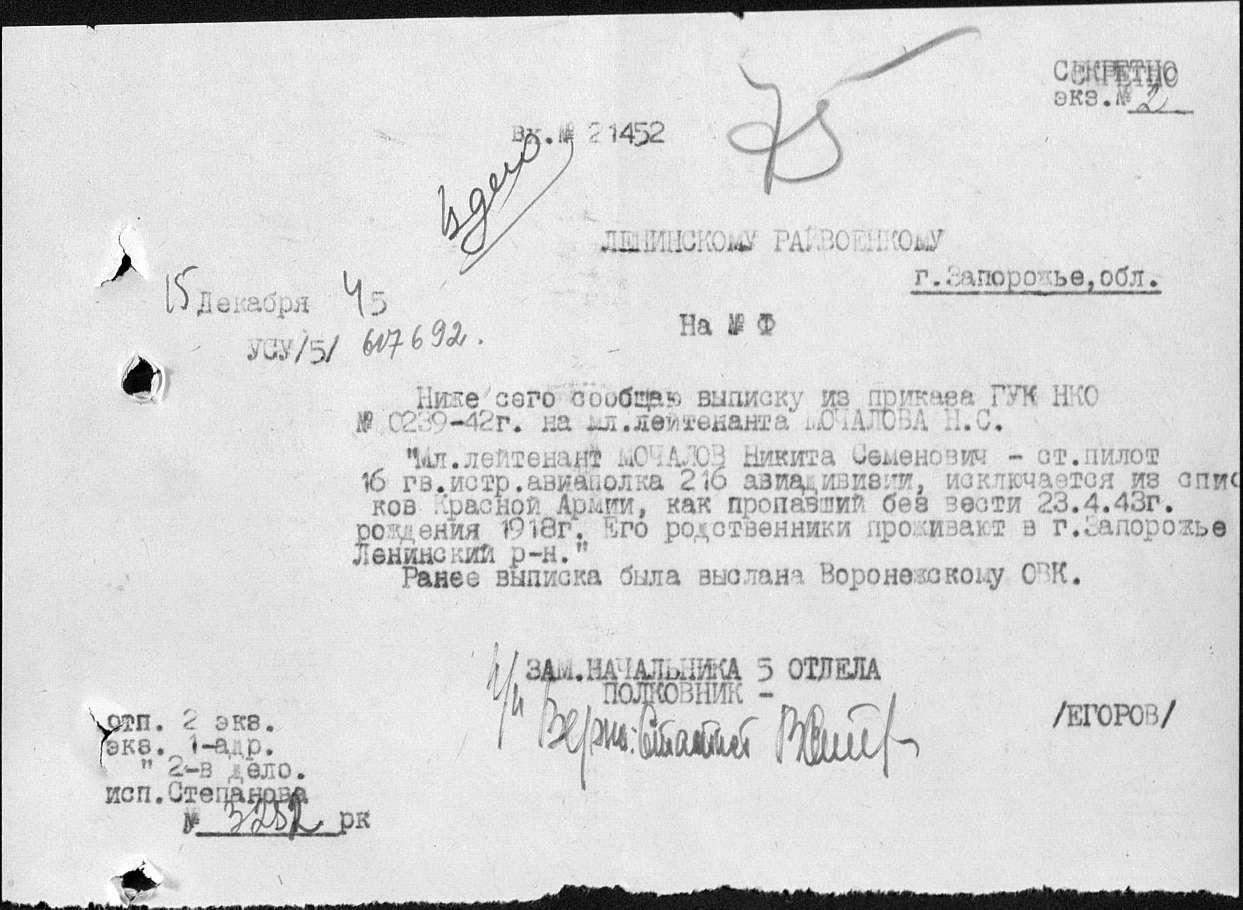 СЕКРЕТНО
экз.№ 2
вх.№ 21452
В дело
ЛЕНИНСКОМУ РАЙВОЕНКОМУ
г.Запорожье,обл.
15 Декабря 45
УСУ/5/ 607692.
На № Ф
Ниже сего сообщаю выписку из приказа ГУК НКО
№ 0239-42г. на мл.лейтенанта МОЧАЛОВА Н.С.
"Мл.лейтенант МОЧАЛОВ Никита Семенович - ст.пилот
16 гв.истр.авиаполка 216 авиадивизии, исключается из спис
ков Красной Армии, как пропавший без вести 23.4.43г.
рождения 1918г. Его родственники проживают в г.Запорожье
Ленинский р-н."
Ранее выписка была выслана Воронежскому ОВК.
п/п ЗАМ.НАЧАЛЬНИКА 5 ОТДЕЛА
ПОЛКОВНИК -
/ЕГОРОВ/
Верно:
отп. 2 экз.
экз. 1-адр.
" 2-в дело.
исп.Степанова
№ 3252 рк